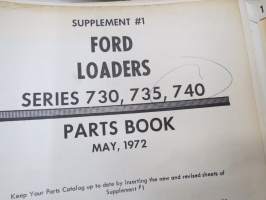 SUPPLEMENT #1
FORD
LOADERS
SERIES 730, 735, 740
PARTS BOOK
MAY, 1972
Keep Your Parts Catalog up to date by inserting the new and revised sheets of
Supplement #1
1